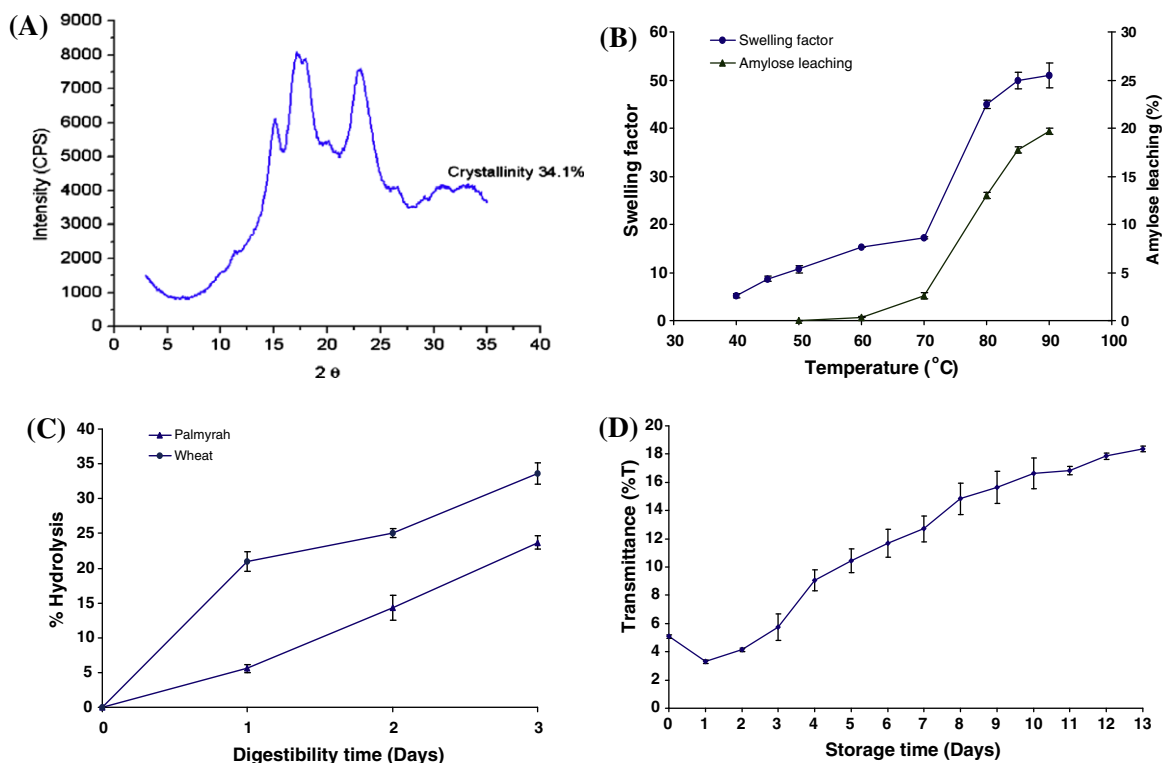 (A)
9000
8000
7000
6000
5000
4000
3000
2000
1000
0
Intensity (CPS)
Crystallinity 34.1%
0 5 10 15 20 25 30 35 40
2 θ
(B)
Swelling factor
Amylose leaching
60
50
40
30
20
10
0
Swelling factor
30
25
20
15
10
5
0
Amylose leaching (%)
30 40 50 60 70 80 90 100
Temperature (°C)
(C)
Palmyrah
Wheat
40
35
30
25
20
15
10
5
0
% Hydrolysis
0 1 2 3
Digestibility time (Days)
(D)
20
18
16
14
12
10
8
6
4
2
0
Transmittance (%T)
0 1 2 3 4 5 6 7 8 9 10 11 12 13
Storage time (Days)